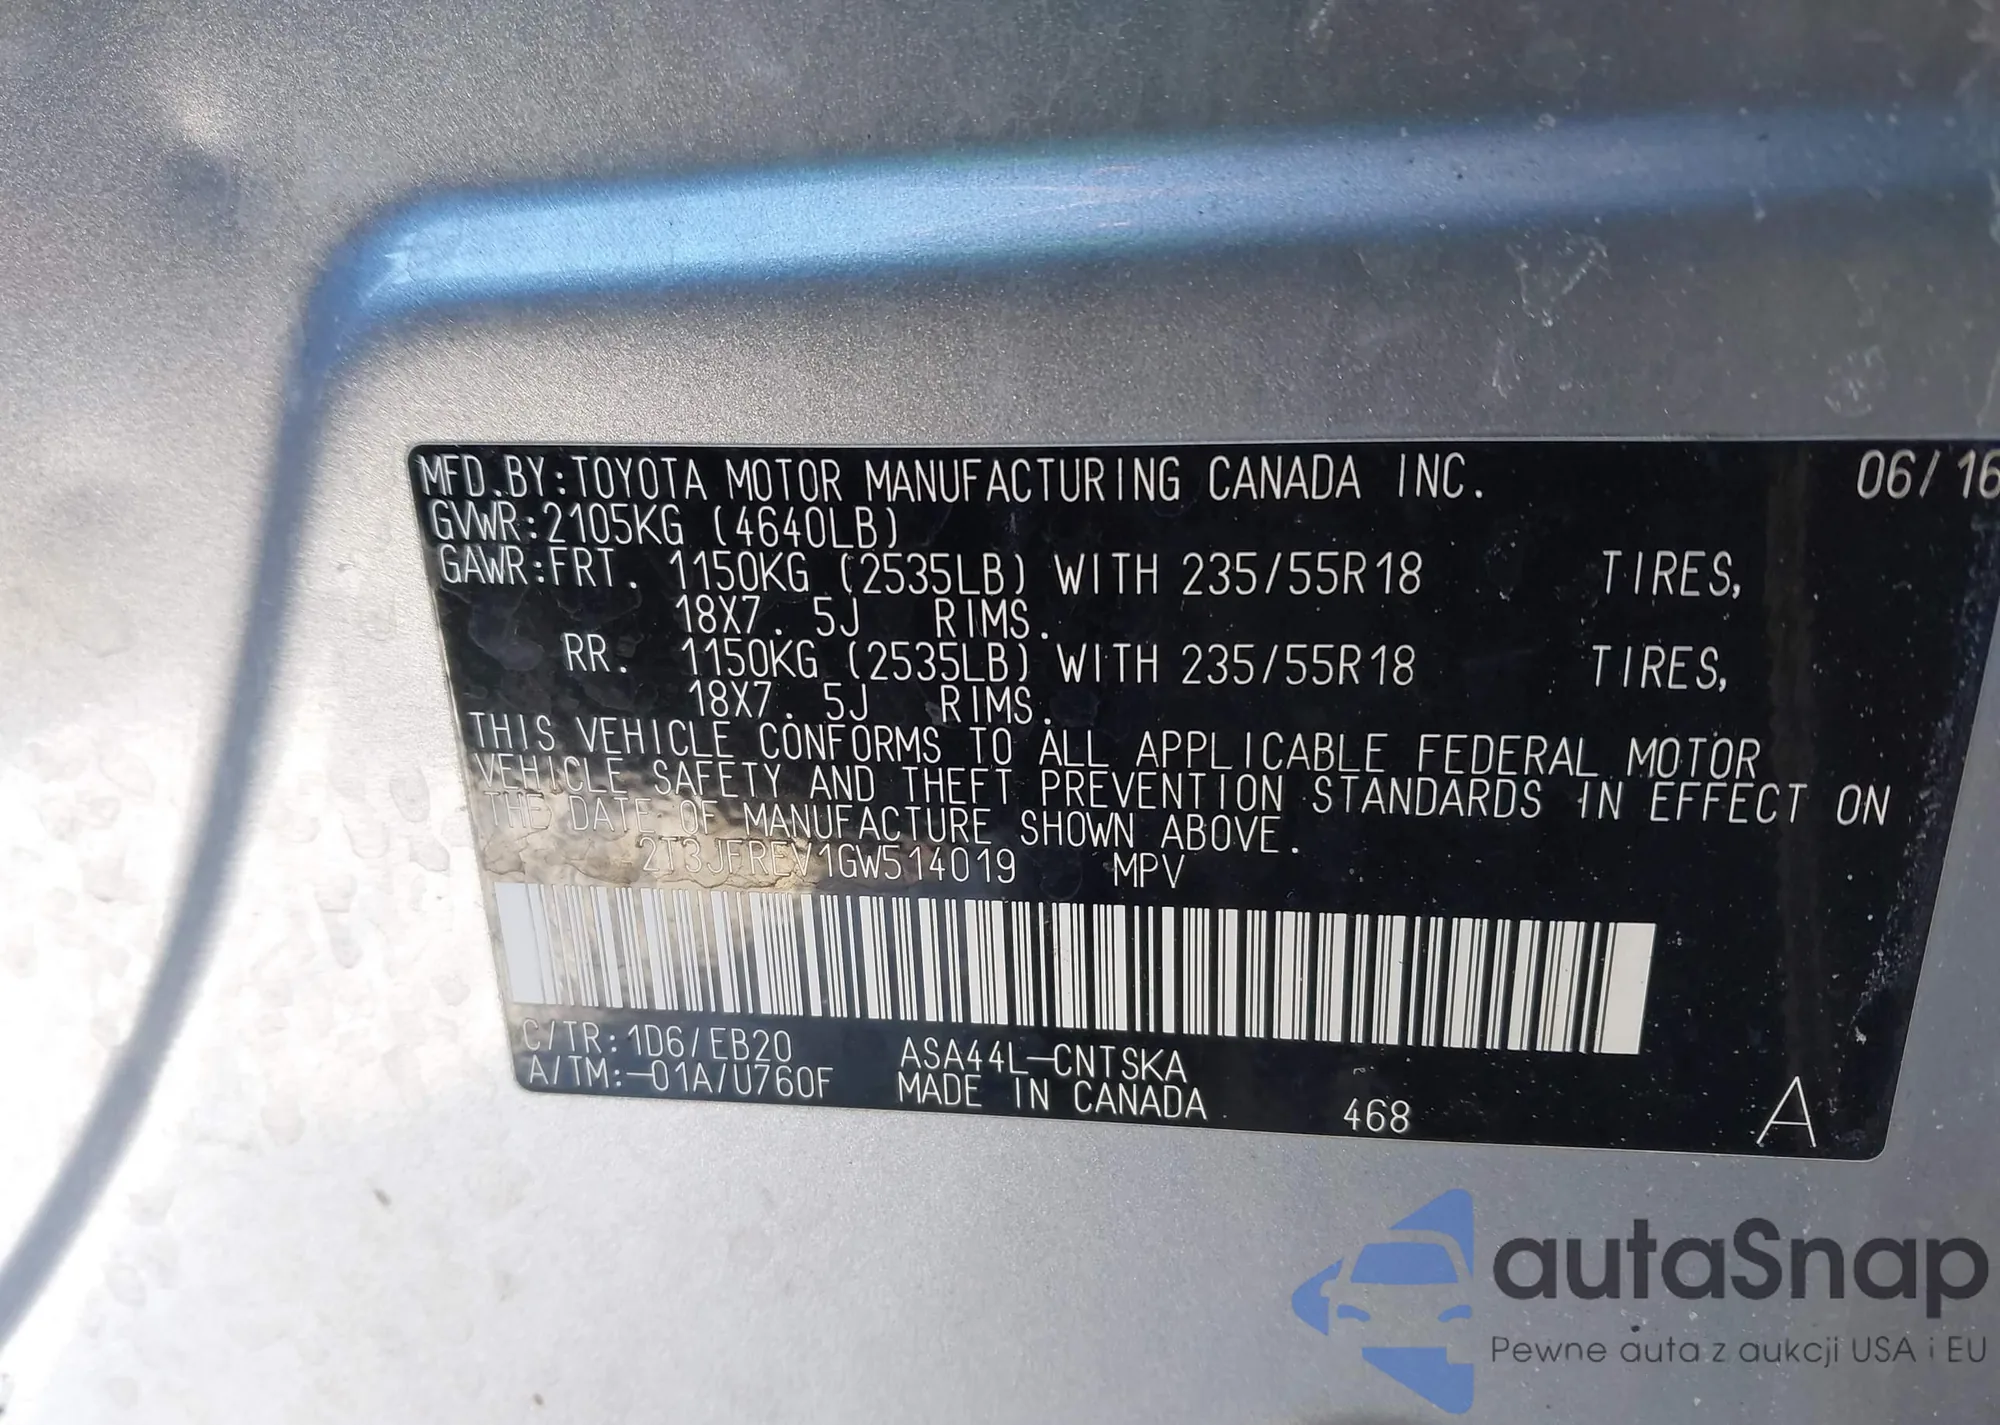 MFD.BY:TOYOTA MOTOR MANUFACTURING CANADA INC. 06/16
GVWR:2105KG (4640LB)
GAWR:FRT. 1150KG (2535LB) WITH 235/55R18 TIRES,
18X7.5J RIMS.
RR. 1150KG (2535LB) WITH 235/55R18 TIRES,
18X7.5J RIMS.
THIS VEHICLE CONFORMS TO ALL APPLICABLE FEDERAL MOTOR
VEHICLE SAFETY AND THEFT PREVENTION STANDARDS IN EFFECT ON
THE DATE OF MANUFACTURE SHOWN ABOVE.
2T3JFREV1GW514019 MPV
C/TR:1D6/EB20 ASA44L-CNTSKA
A/TM:-01A/U760F MADE IN CANADA 468 A
autaSnap
Pewne auta z aukcji USA i EU